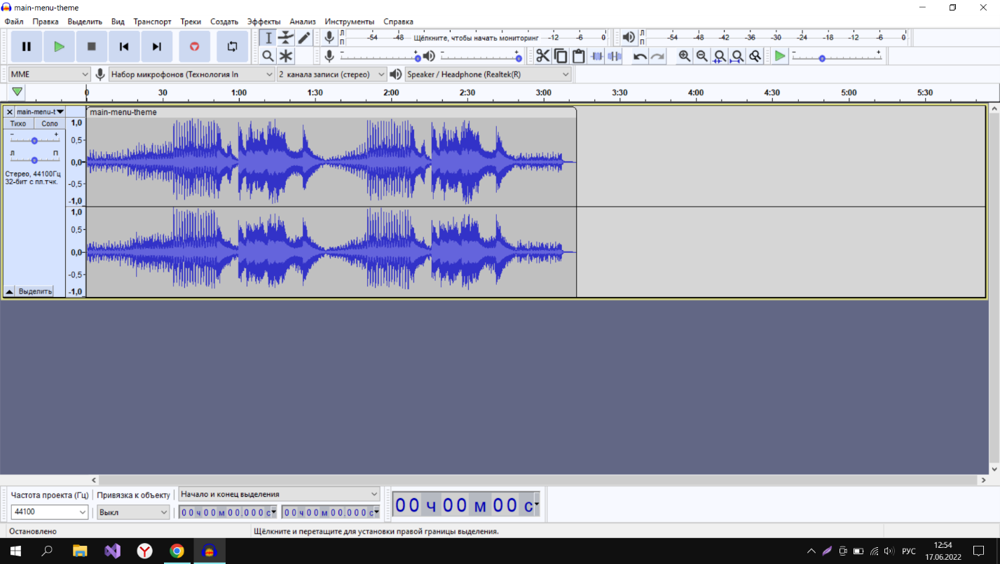 main-menu-theme
Файл Правка Выделить Вид Транспорт Треки Создать Эффекты Анализ Инструменты Справка
Л П -54 -48 Щёлкните, чтобы начать мониторинг -12 -6 0 Л П -54 -48 -42 -36 -30 -24 -18 -12 -6 0
- + - + - +
MME Набор микрофонов (Технология In 2 канала записи (стерео) Speaker / Headphone (Realtek(R)
0 30 1:00 1:30 2:00 2:30 3:00 3:30 4:00 4:30 5:00 5:30
main-menu-t main-menu-theme
Тихо Соло 1,0
- + 0,5
Л П 0,0
Стерео, 44100Гц
32-бит с пл.тчк. -0,5
-1,0
1,0
0,5
0,0
-0,5
Выделить -1,0
Частота проекта (Гц) Привязка к объекту Начало и конец выделения
44100 Выкл 00 ч 00 м 00.000 с 00 ч 00 м 00.000 с 00 ч 00 м 00 с
Остановлено Щёлкните и перетащите для установки правой границы выделения.
РУС 12:54
17.06.2022